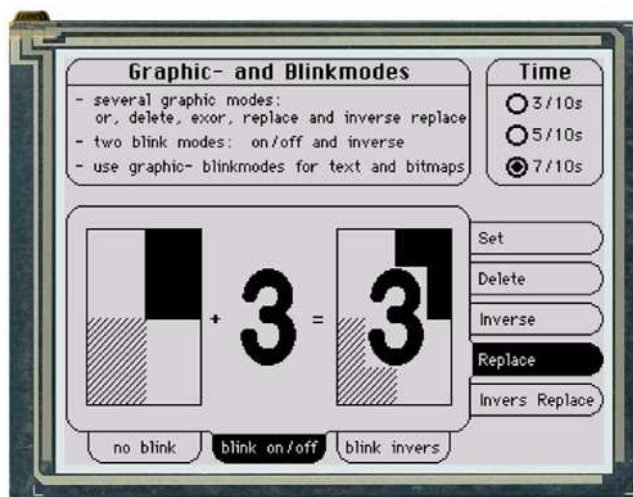 Graphic- and Blinkmodes
- several graphic modes:
or, delete, exor, replace and inverse replace
- two blink modes: on/off and inverse
- use graphic- blinkmodes for text and bitmaps
Time
3/10s
5/10s
7/10s
+ 3 = 3
Set
Delete
Inverse
Replace
Invers Replace
no blink
blink on/off
blink invers